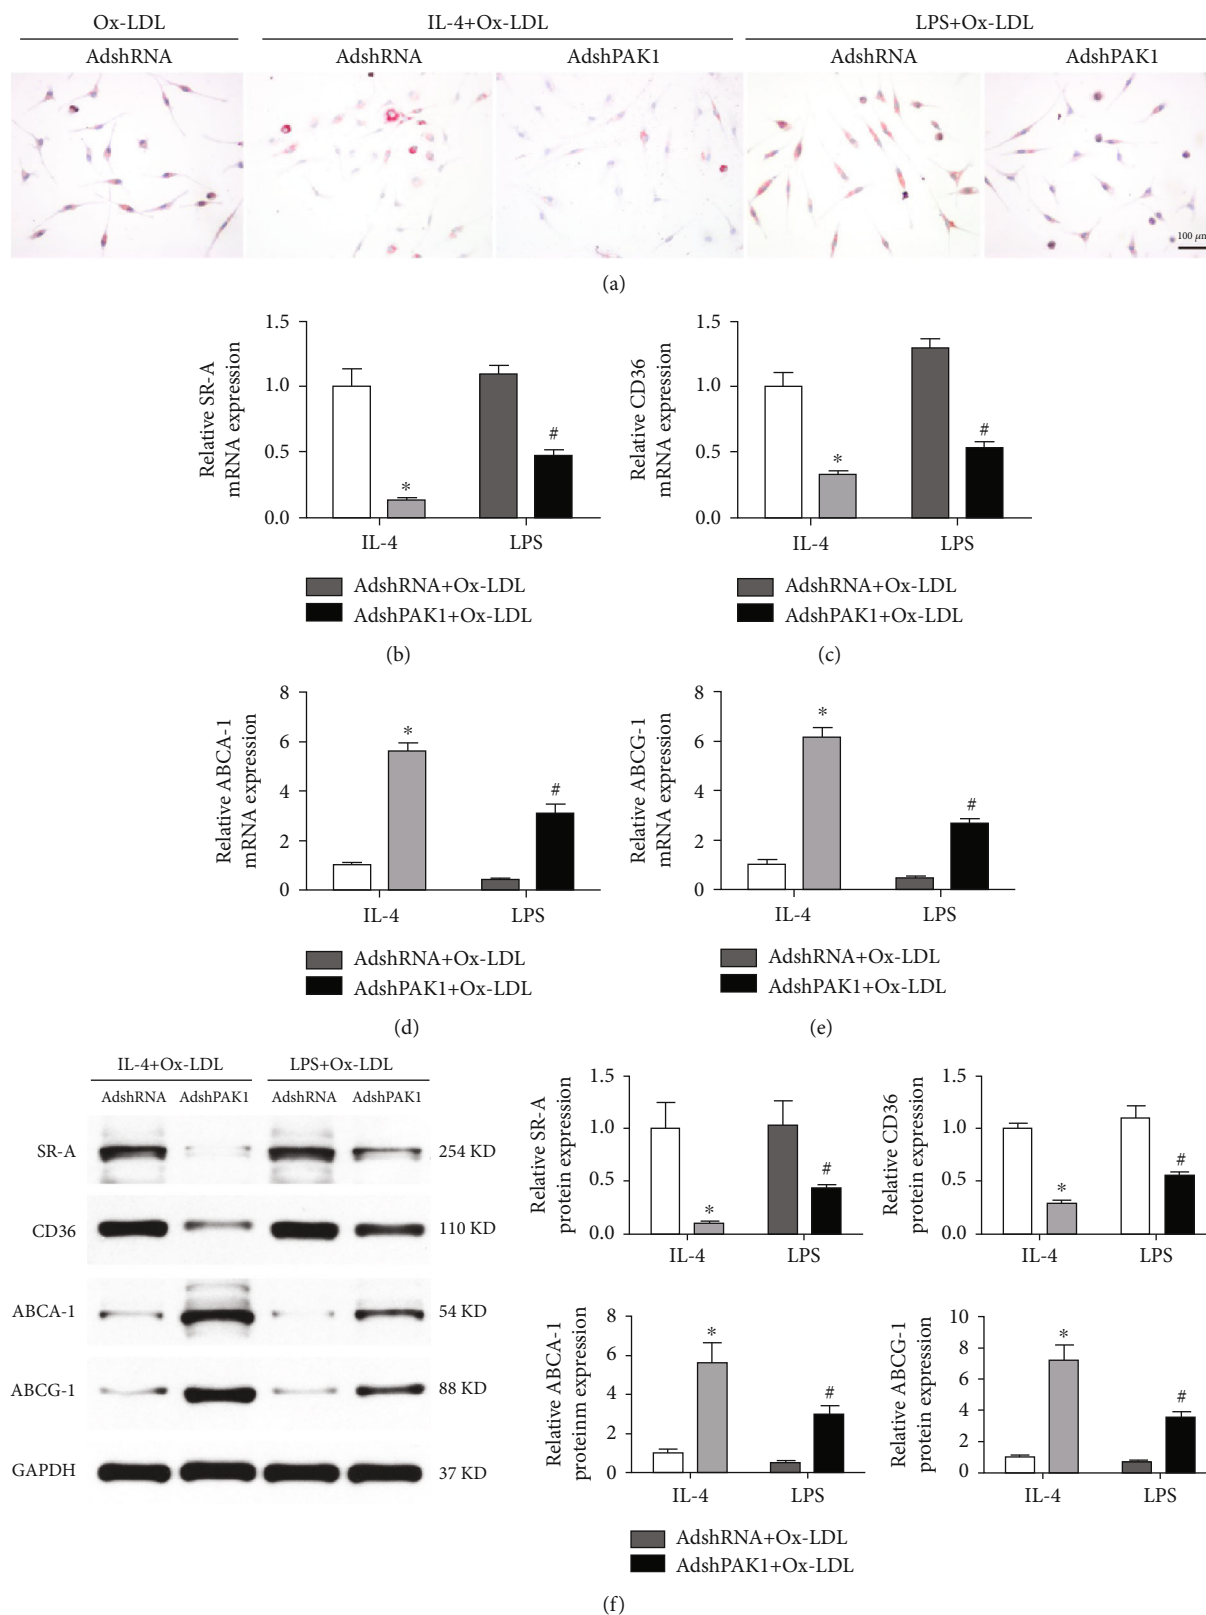 Ox-LDL IL-4+Ox-LDL LPS+Ox-LDL
AdshRNA AdshRNA AdshPAK1 AdshRNA AdshPAK1
100 μm
(a)
Relative SR-A
mRNA expression
1.5
1.0
0.5
0.0
*
#
IL-4 LPS
AdshRNA+Ox-LDL
AdshPAK1+Ox-LDL
(b)
Relative CD36
mRNA expression
1.5
1.0
0.5
0.0
*
#
IL-4 LPS
AdshRNA+Ox-LDL
AdshPAK1+Ox-LDL
(c)
Relative ABCA-1
mRNA expression
8
6
4
2
0
*
#
IL-4 LPS
AdshRNA+Ox-LDL
AdshPAK1+Ox-LDL
(d)
Relative ABCG-1
mRNA expression
8
6
4
2
0
*
#
IL-4 LPS
AdshRNA+Ox-LDL
AdshPAK1+Ox-LDL
(e)
IL-4+Ox-LDL LPS+Ox-LDL
AdshRNA AdshPAK1 AdshRNA AdshPAK1
SR-A 254 KD
CD36 110 KD
ABCA-1 54 KD
ABCG-1 88 KD
GAPDH 37 KD
Relative SR-A
protein expression
1.5
1.0
0.5
0.0
*
#
IL-4 LPS
Relative CD36
protein expression
1.5
1.0
0.5
0.0
*
#
IL-4 LPS
Relative ABCA-1
proteinm expression
8
6
4
2
0
*
#
IL-4 LPS
Relative ABCG-1
protein expression
10
8
6
4
2
0
*
#
IL-4 LPS
AdshRNA+Ox-LDL
AdshPAK1+Ox-LDL
(f)